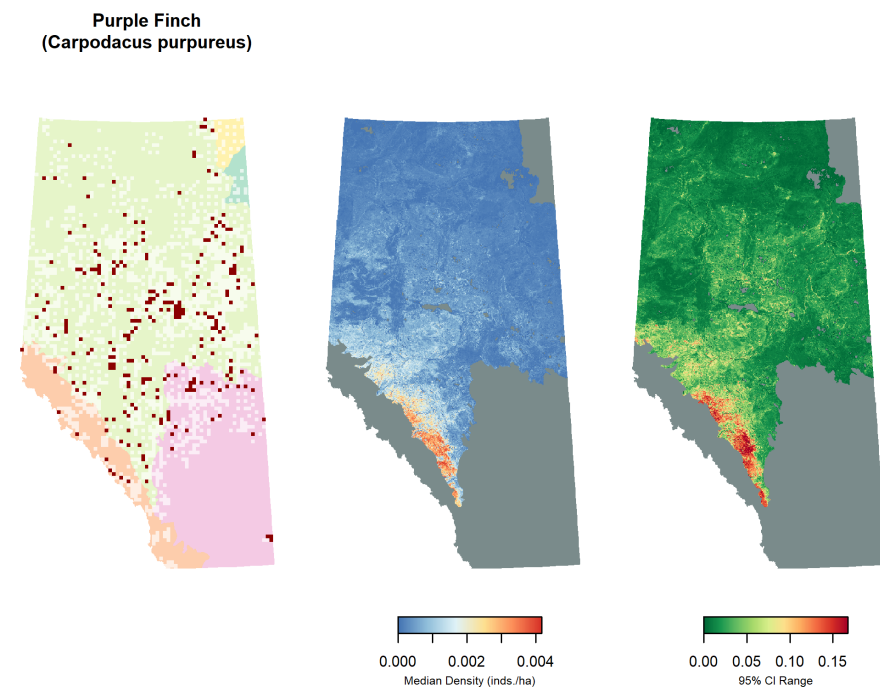 Purple Finch
(Carpodacus purpureus)
0.000 0.002 0.004
Median Density (inds./ha)
0.00 0.05 0.10 0.15
95% CI Range